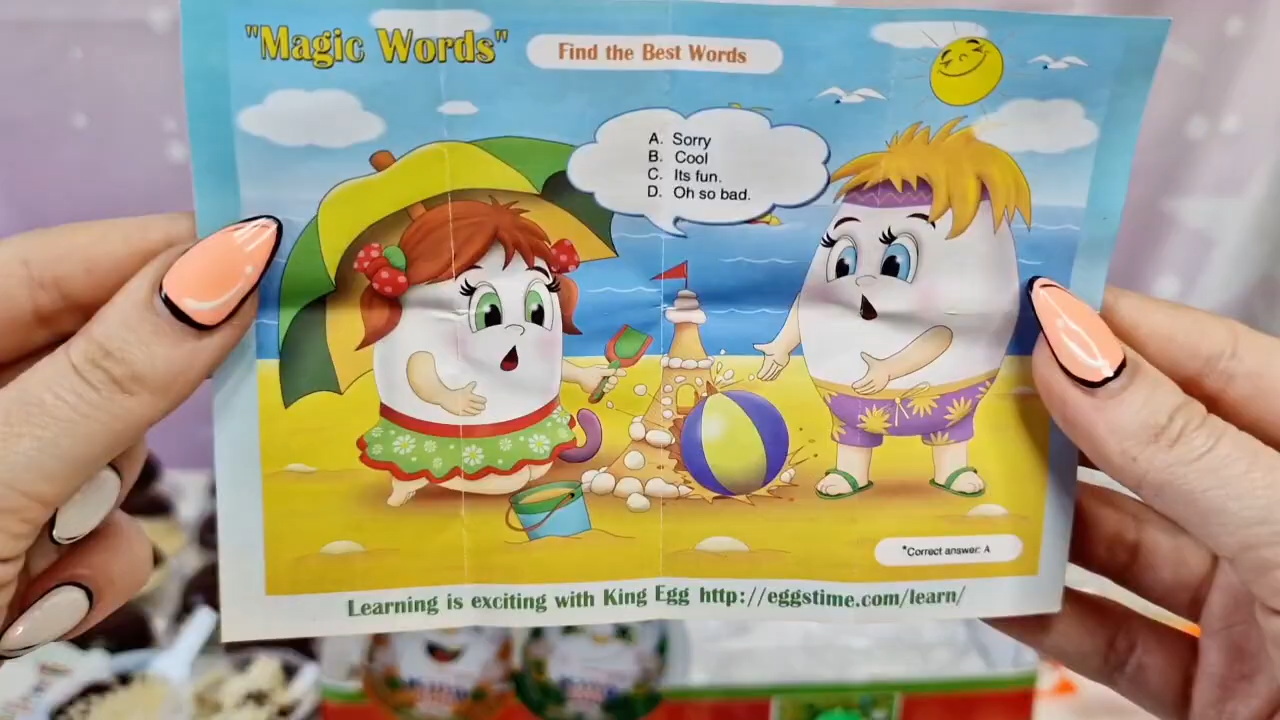 "Magic Words"
Find the Best Words
A. Sorry
B. Cool
C. Its fun.
D. Oh so bad.
*Correct answer: A
Learning is exciting with King Egg http://eggstime.com/learn/